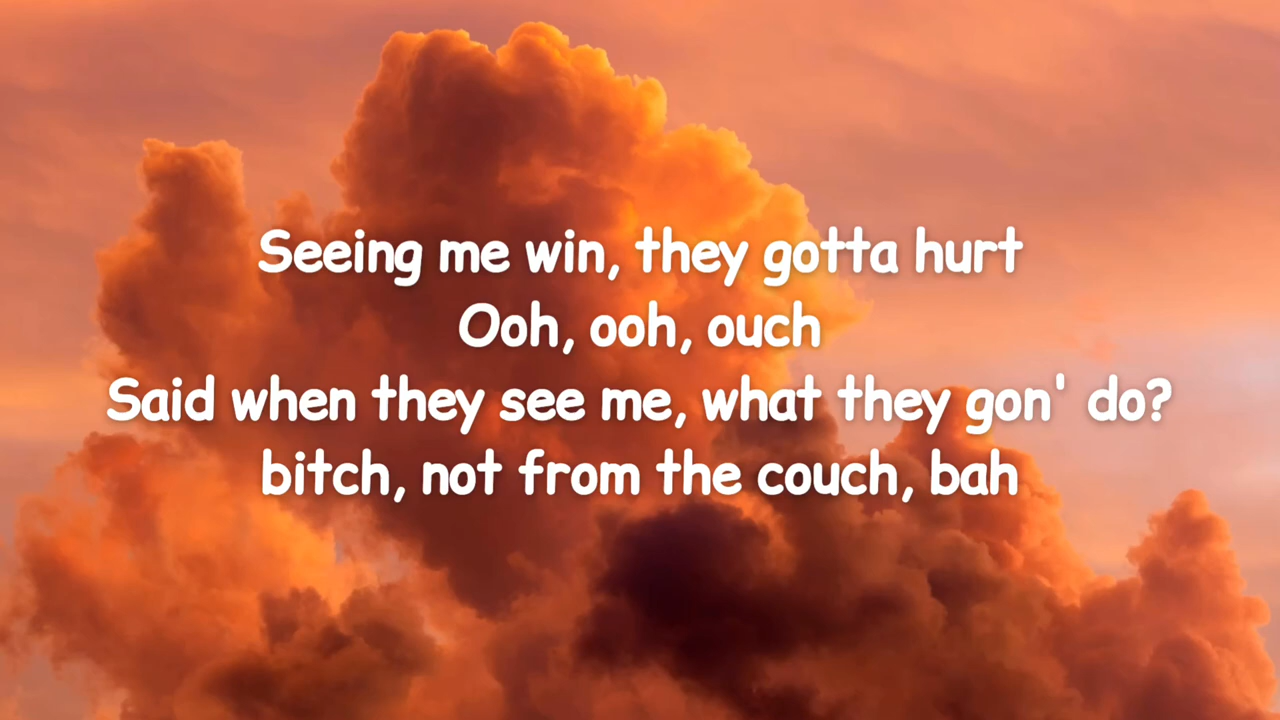 Seeing me win, they gotta hurt
Ooh, ooh, ouch
Said when they see me, what they gon' do?
bitch, not from the couch, bah